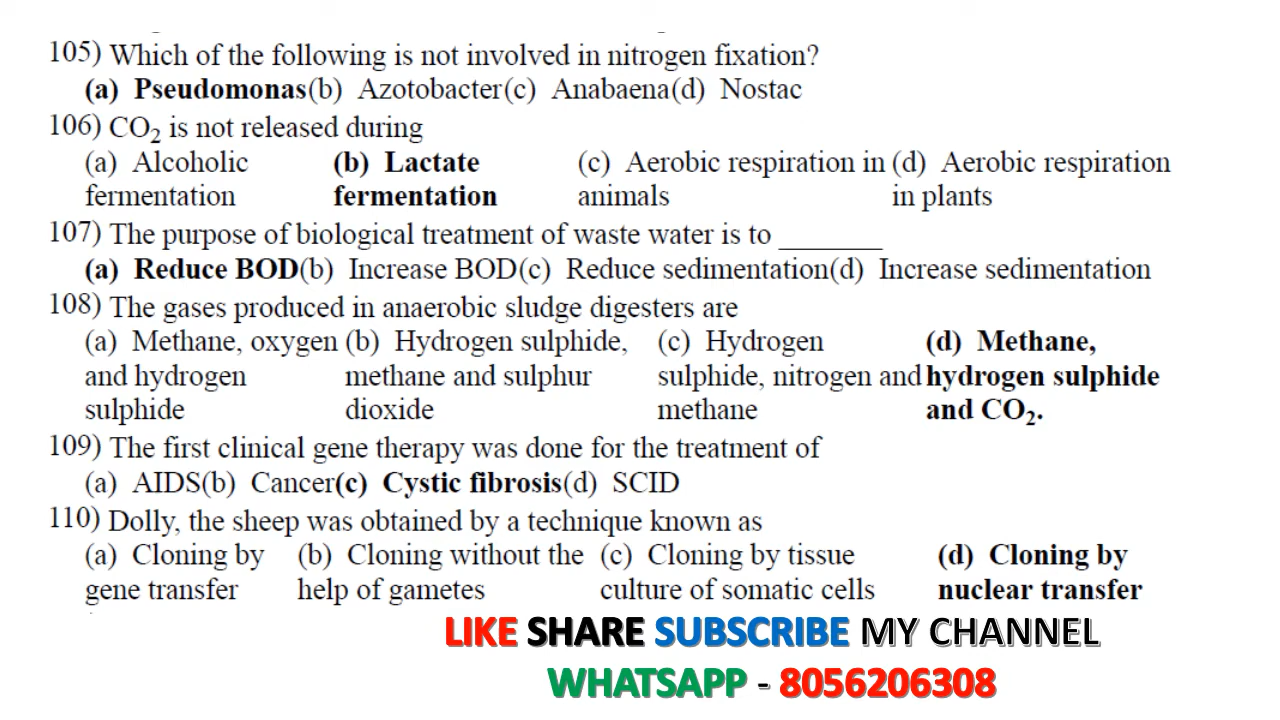 105) Which of the following is not involved in nitrogen fixation?
(a) Pseudomonas(b) Azotobacter(c) Anabaena(d) Nostac
106) CO2 is not released during
(a) Alcoholic (b) Lactate (c) Aerobic respiration in (d) Aerobic respiration
fermentation fermentation animals in plants
107) The purpose of biological treatment of waste water is to _______
(a) Reduce BOD(b) Increase BOD(c) Reduce sedimentation(d) Increase sedimentation
108) The gases produced in anaerobic sludge digesters are
(a) Methane, oxygen (b) Hydrogen sulphide, (c) Hydrogen (d) Methane,
and hydrogen methane and sulphur sulphide, nitrogen and hydrogen sulphide
sulphide dioxide methane and CO2.
109) The first clinical gene therapy was done for the treatment of
(a) AIDS(b) Cancer(c) Cystic fibrosis(d) SCID
110) Dolly, the sheep was obtained by a technique known as
(a) Cloning by (b) Cloning without the (c) Cloning by tissue (d) Cloning by
gene transfer help of gametes culture of somatic cells nuclear transfer
LIKE SHARE SUBSCRIBE MY CHANNEL
WHATSAPP - 8056206308